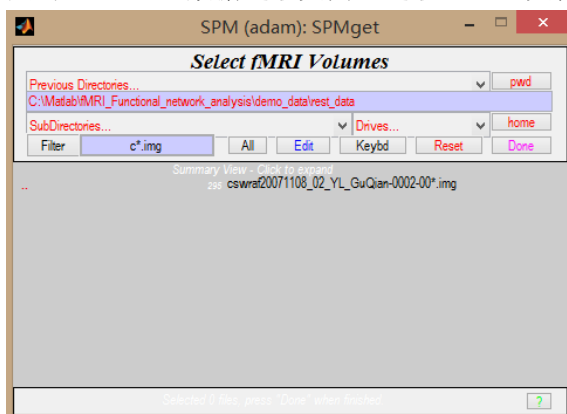 SPM (adam): SPMget
Select fMRI Volumes
Previous Directories... pwd
C:\Matlab\fMRI_Functional_network_analysis\demo_data\rest_data
SubDirectories... Drives... home
Filter c*.img All Edit Keybd Reset Done
Summary View - Click to expand
.. 298 cswraf20071108_02_YL_GuQian-0002-00*.img
Selected 0 files, press "Done" when finished.
?